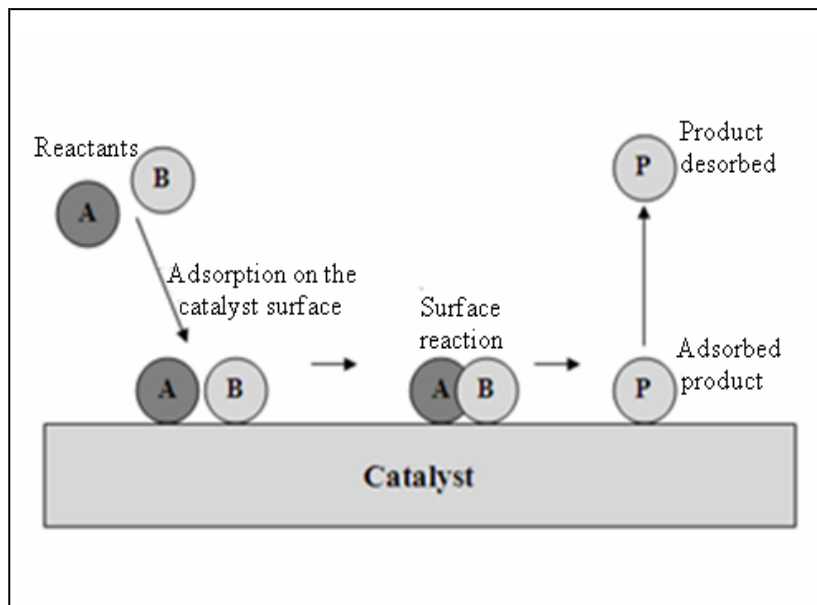 Reactants
A
B
Adsorption on the
catalyst surface
A
B
Surface
reaction
A
B
Product
desorbed
P
Adsorbed
product
P
Catalyst